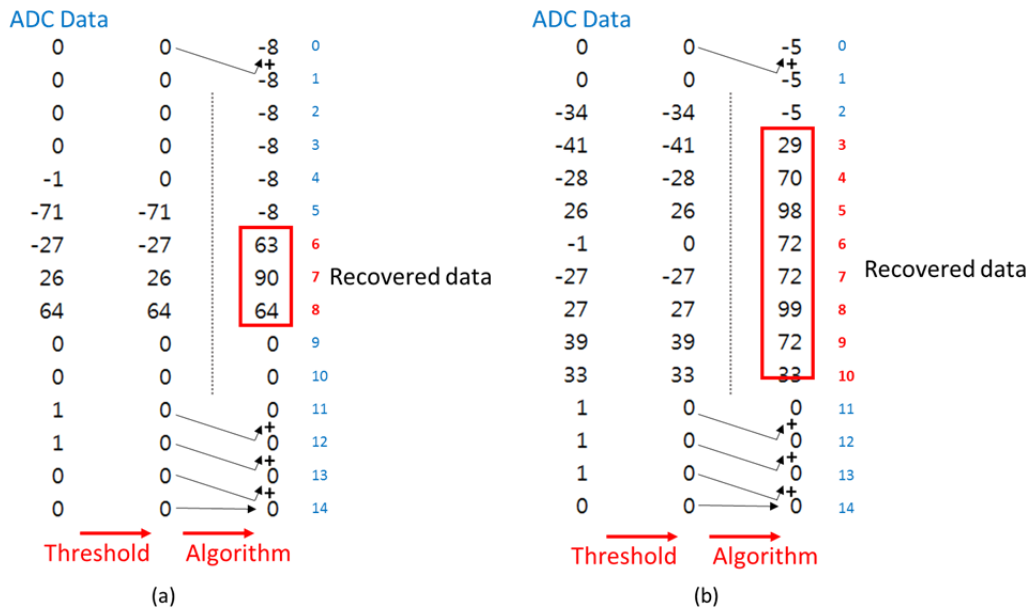 ADC Data
0 0 -8 0
+
0 0 -8 1
0 0 -8 2
0 0 -8 3
-1 0 -8 4
-71 -71 -8 5
-27 -27 63 6
26 26 90 7
Recovered data
64 64 64 8
0 0 0 9
0 0 0 10
1 0 0 11
+
1 0 0 12
+
0 0 0 13
+
0 0 0 14
Threshold Algorithm
(a)
ADC Data
0 0 -5 0
+
0 0 -5 1
-34 -34 -5 2
-41 -41 29 3
-28 -28 70 4
26 26 98 5
-1 0 72 6
Recovered data
-27 -27 72 7
27 27 99 8
39 39 72 9
33 33 33 10
1 0 0 11
+
1 0 0 12
+
1 0 0 13
+
0 0 0 14
Threshold Algorithm
(b)